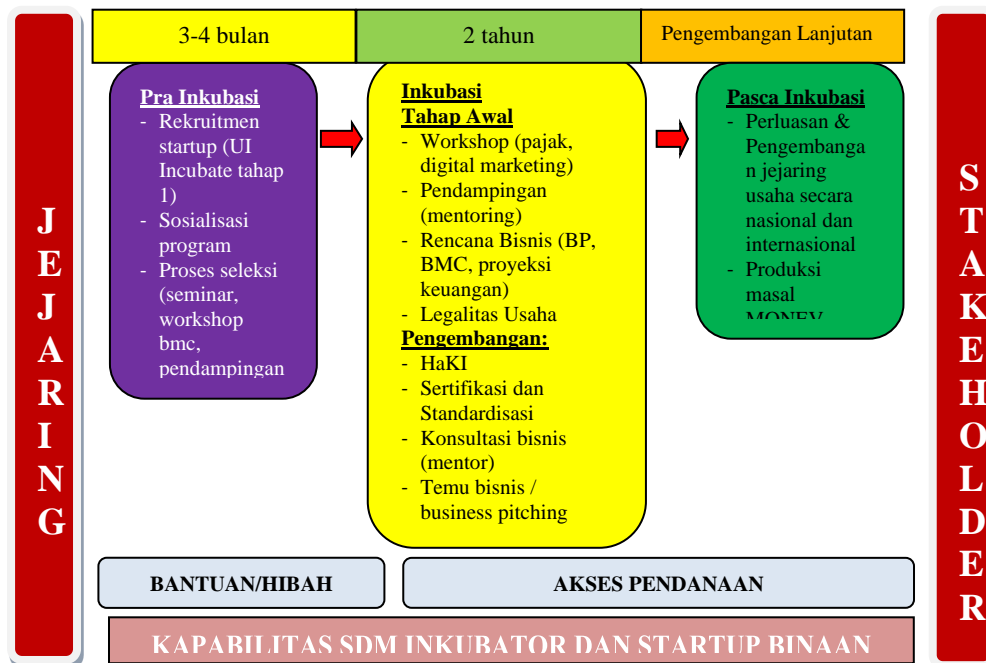 JEJARING
3-4 bulan
2 tahun
Pengembangan Lanjutan
Pra Inkubasi
- Rekruitmen
startup (UI
Incubate tahap
1)
- Sosialisasi
program
- Proses seleksi
(seminar,
workshop
bmc,
pendampingan
Inkubasi
Tahap Awal
- Workshop (pajak,
digital marketing)
- Pendampingan
(mentoring)
- Rencana Bisnis (BP,
BMC, proyeksi
keuangan)
- Legalitas Usaha
Pengembangan:
- HaKI
- Sertifikasi dan
Standardisasi
- Konsultasi bisnis
(mentor)
- Temu bisnis /
business pitching
Pasca Inkubasi
- Perluasan &
Pengembanga
n jejaring
usaha secara
nasional dan
internasional
- Produksi
masal
MONEV
STAKEHOLDER
BANTUAN/HIBAH
AKSES PENDANAAN
KAPABILITAS SDM INKUBATOR DAN STARTUP BINAAN